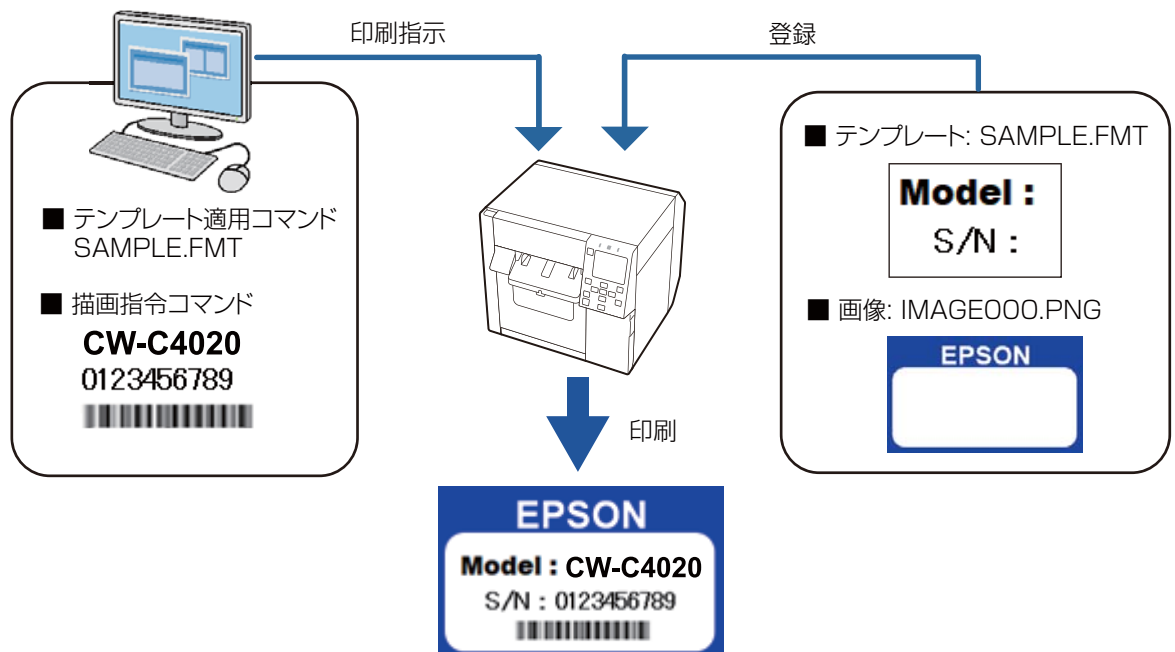 印刷指示
登録
■ テンプレート適用コマンド
SAMPLE.FMT
■ 描画指令コマンド
CW-C4020
0123456789
■ テンプレート: SAMPLE.FMT
Model :
S/N :
■ 画像: IMAGE000.PNG
EPSON
印刷
EPSON
Model : CW-C4020
S/N : 0123456789